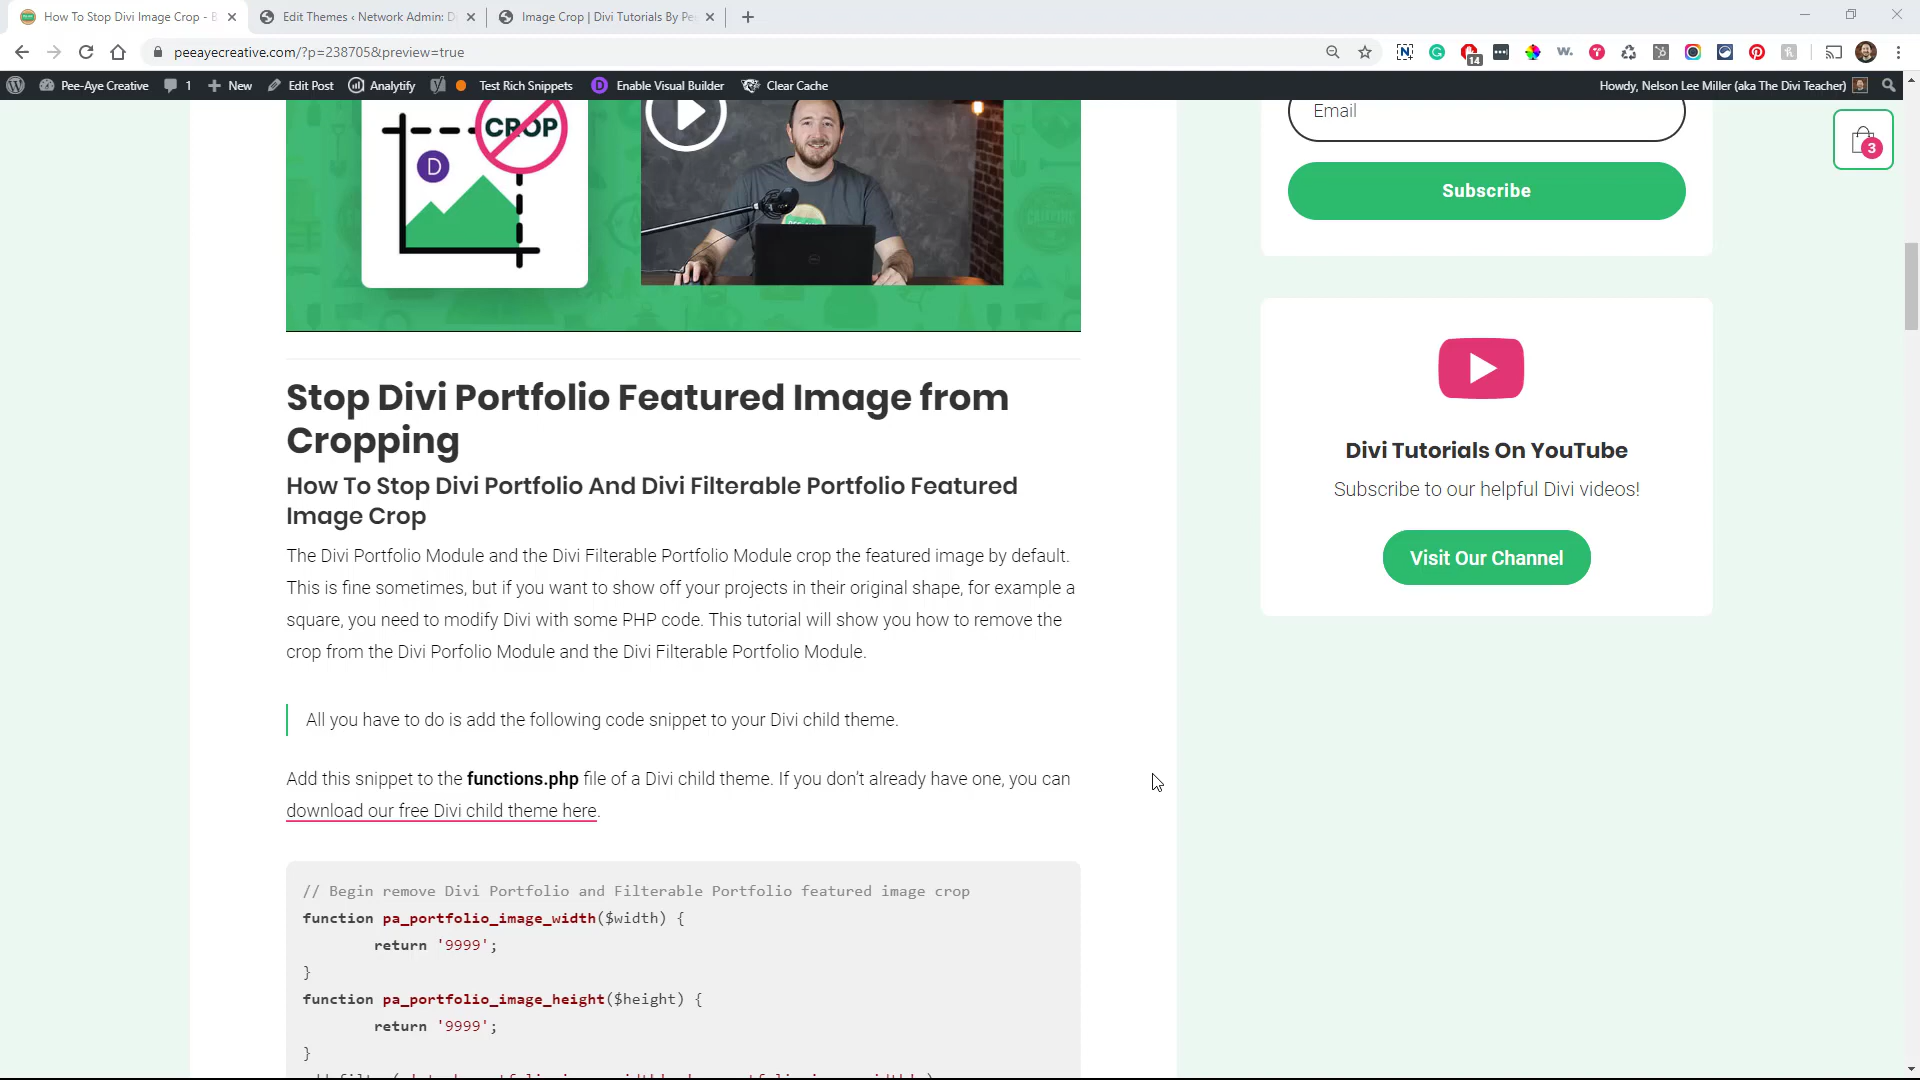 How To Stop Divi Image Crop - B
Edit Themes ‹ Network Admin: D
Image Crop | Divi Tutorials By Pe
peeayecreative.com/?p=238705&preview=true
14
Pee-Aye Creative
1
New
Edit Post
Analytify
Test Rich Snippets
D
Enable Visual Builder
Clear Cache
Howdy, Nelson Lee Miller (aka The Divi Teacher)
CROP
D
Email
3
Subscribe
Stop Divi Portfolio Featured Image from
Cropping
How To Stop Divi Portfolio And Divi Filterable Portfolio Featured
Image Crop
The Divi Portfolio Module and the Divi Filterable Portfolio Module crop the featured image by default.
This is fine sometimes, but if you want to show off your projects in their original shape, for example a
square, you need to modify Divi with some PHP code. This tutorial will show you how to remove the
crop from the Divi Porfolio Module and the Divi Filterable Portfolio Module.
All you have to do is add the following code snippet to your Divi child theme.
Add this snippet to the functions.php file of a Divi child theme. If you don’t already have one, you can
download our free Divi child theme here.
// Begin remove Divi Portfolio and Filterable Portfolio featured image crop
function pa_portfolio_image_width($width) {
return '9999';
}
function pa_portfolio_image_height($height) {
return '9999';
}
Divi Tutorials On YouTube
Subscribe to our helpful Divi videos!
Visit Our Channel